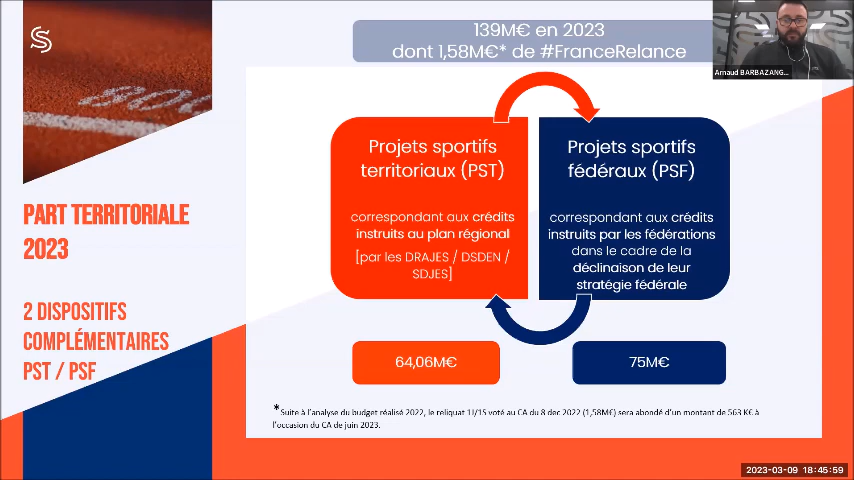 139M€ en 2023
dont 1,58M€* de #FranceRelance
Arnaud BARBAZANG...
Projets sportifs
territoriaux (PST)
correspondant aux crédits
instruits au plan régional
[par les DRAJES / DSDEN /
SDJES]
Projets sportifs
fédéraux (PSF)
correspondant aux crédits
instruits par les fédérations
dans le cadre de la
déclinaison de leur
stratégie fédérale
PART TERRITORIALE
2023
2 DISPOSITIFS
COMPLÉMENTAIRES
PST / PSF
64,06M€
75M€
*Suite à l'analyse du budget réalisé 2022, le reliquat 1J/1S voté au CA du 8 dec 2022 (1,58M€) sera abondé d'un montant de 563 K€ à
l'occasion du CA de juin 2023.
2023-03-09 18:45:59